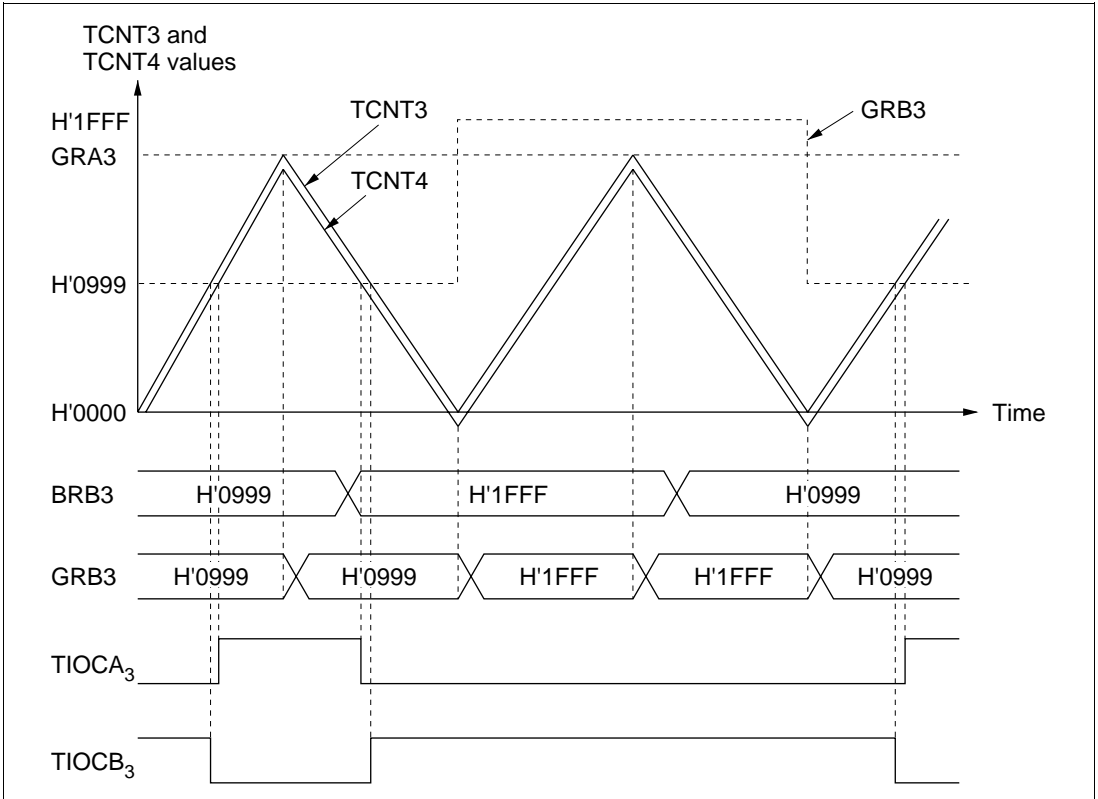 TCNT3 and
TCNT4 values
H'1FFF
GRA3
H'0999
H'0000
TCNT3
TCNT4
GRB3
Time
BRB3 H'0999 H'1FFF H'0999
GRB3 H'0999 H'0999 H'1FFF H'1FFF H'0999
TIOCA3
TIOCB3